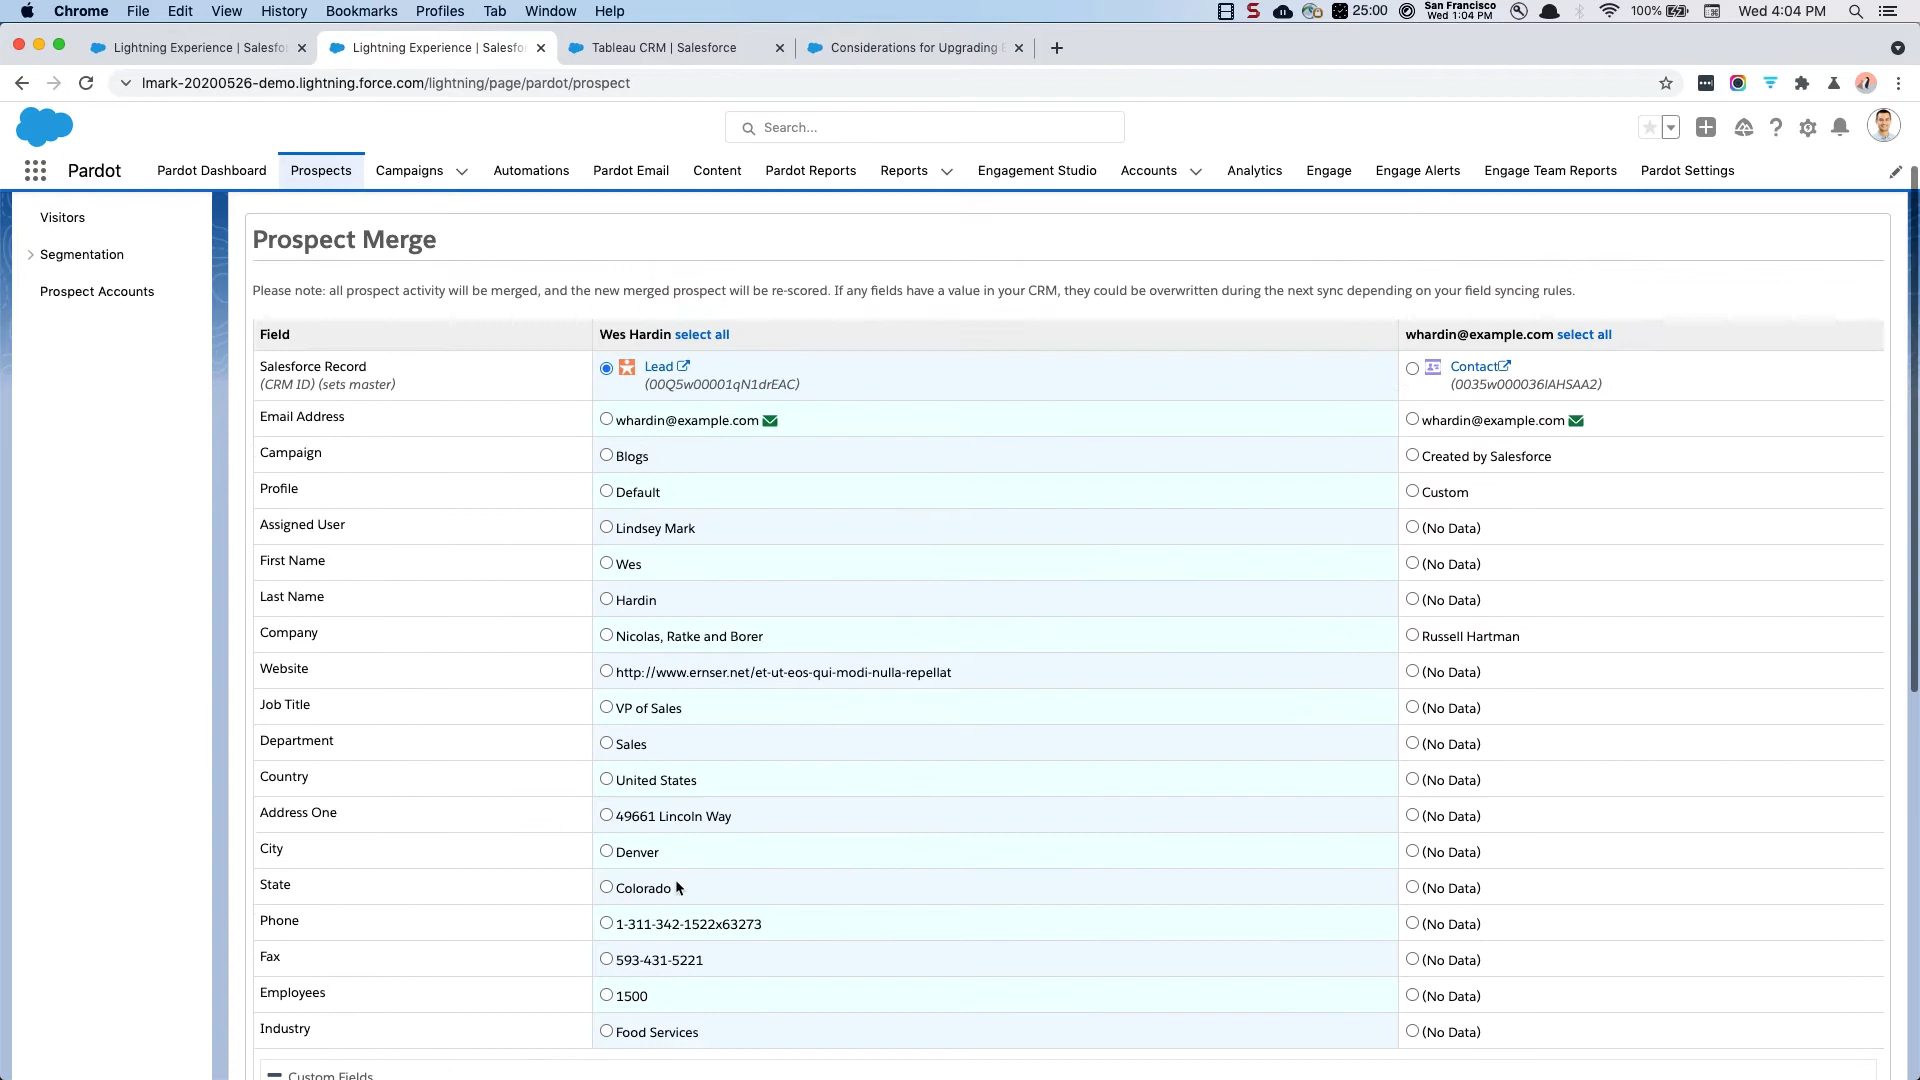 Chrome File Edit View History Bookmarks Profiles Tab Window Help 25:00 San Francisco Wed 1:04 PM 100% Wed 4:04 PM
Lightning Experience | Salesfo
Lightning Experience | Salesfo
Tableau CRM | Salesforce
Considerations for Upgrading
lmark-20200526-demo.lightning.force.com/lightning/page/pardot/prospect
Search...
Pardot Pardot Dashboard Prospects Campaigns Automations Pardot Email Content Pardot Reports Reports Engagement Studio Accounts Analytics Engage Engage Alerts Engage Team Reports Pardot Settings
Visitors
Segmentation
Prospect Accounts
Prospect Merge
Please note: all prospect activity will be merged, and the new merged prospect will be re-scored. If any fields have a value in your CRM, they could be overwritten during the next sync depending on your field syncing rules.
Field Wes Hardin select all whardin@example.com select all
Salesforce Record Lead Contact
(CRM ID) (sets master) (00Q5w00001qN1drEAC) (0035w000036IAHSAA2)
Email Address whardin@example.com whardin@example.com
Campaign Blogs Created by Salesforce
Profile Default Custom
Assigned User Lindsey Mark (No Data)
First Name Wes (No Data)
Last Name Hardin (No Data)
Company Nicolas, Ratke and Borer Russell Hartman
Website http://www.ernser.net/et-ut-eos-qui-modi-nulla-repellat (No Data)
Job Title VP of Sales (No Data)
Department Sales (No Data)
Country United States (No Data)
Address One 49661 Lincoln Way (No Data)
City Denver (No Data)
State Colorado (No Data)
Phone 1-311-342-1522x63273 (No Data)
Fax 593-431-5221 (No Data)
Employees 1500 (No Data)
Industry Food Services (No Data)
Custom Fields